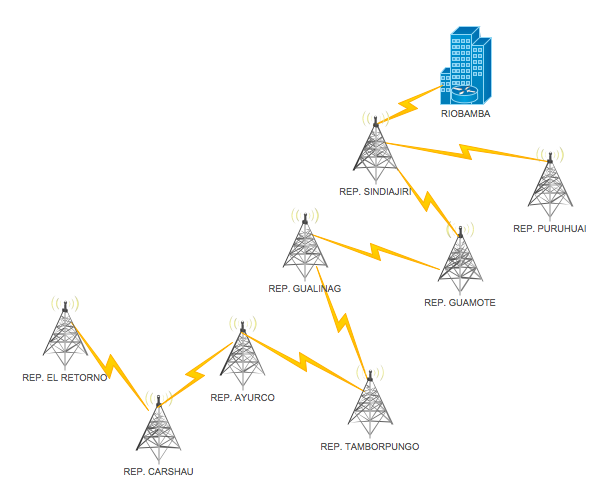 RIOBAMBA
REP. SINDIAJIRI
REP. PURUHUAI
REP. GUALINAG
REP. GUAMOTE
REP. EL RETORNO
REP. AYURCO
REP. TAMBORPUNGO
REP. CARSHAU